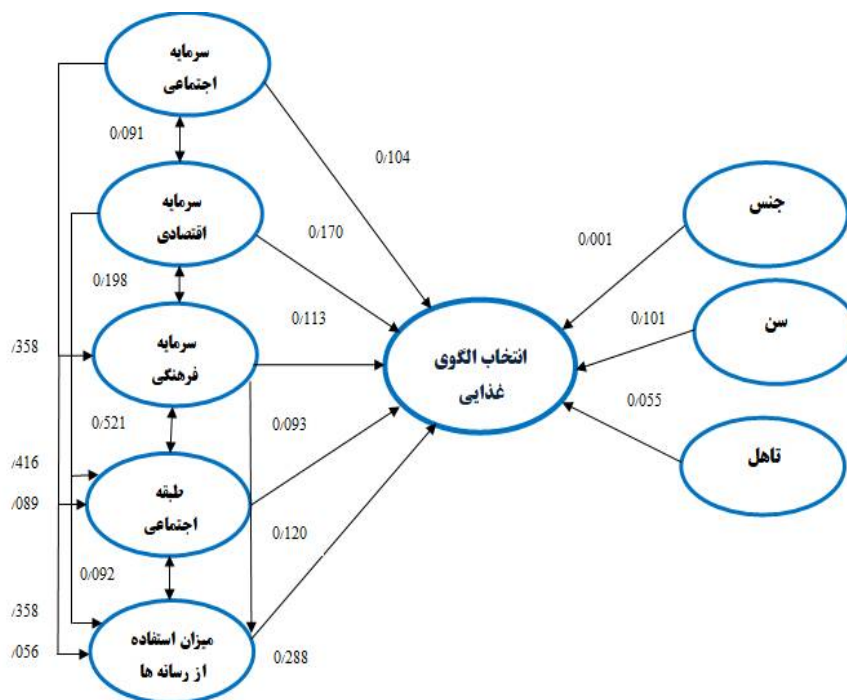 سرمایه
اجتماعی
0/091
0/104
سرمایه
اقتصادی
0/170
جنس
0/001
0/198
سرمایه
فرهنگی
0/113
انتخاب الگوی
غذایی
0/101
سن
/358
0/521
0/093
0/055
تاهل
/416
/089
طبقه
اجتماعی
0/120
0/092
/358
/056
میزان استفاده
از رسانه ها
0/288